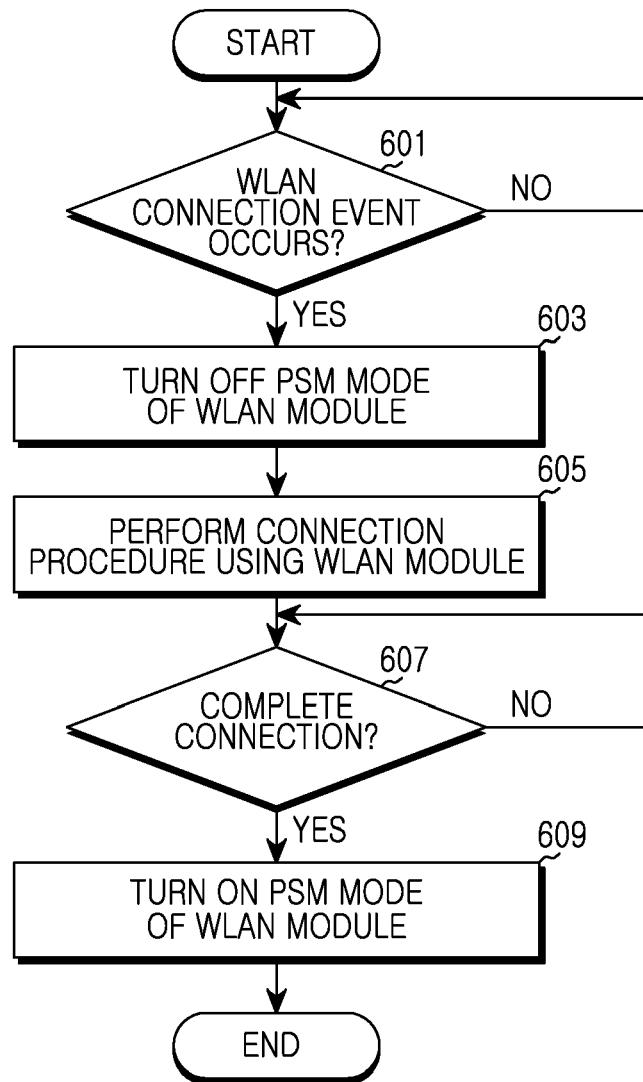 START
601
WLAN
CONNECTION EVENT
OCCURS?
NO
YES
603
TURN OFF PSM MODE
OF WLAN MODULE
605
PERFORM CONNECTION
PROCEDURE USING WLAN MODULE
607
COMPLETE
CONNECTION?
NO
YES
609
TURN ON PSM MODE
OF WLAN MODULE
END